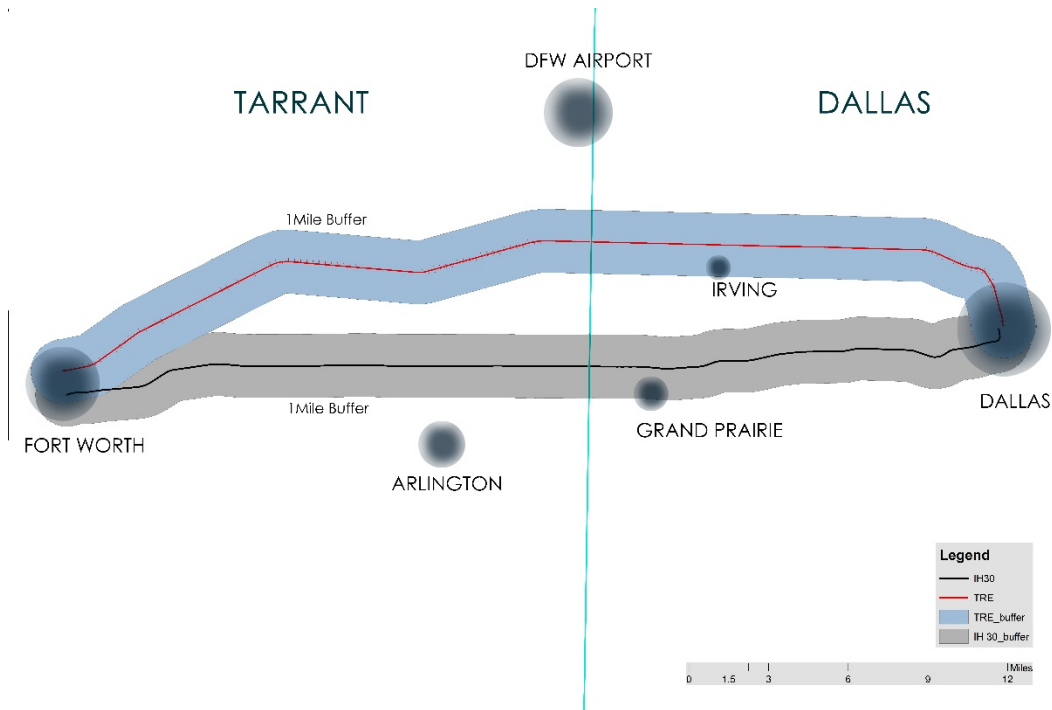 DFW AIRPORT
TARRANT
DALLAS
1Mile Buffer
IRVING
1Mile Buffer
DALLAS
GRAND PRAIRIE
FORT WORTH
ARLINGTON
Legend
IH30
TRE
TRE_buffer
IH 30_buffer
Miles
0 1.5 3 6 9 12